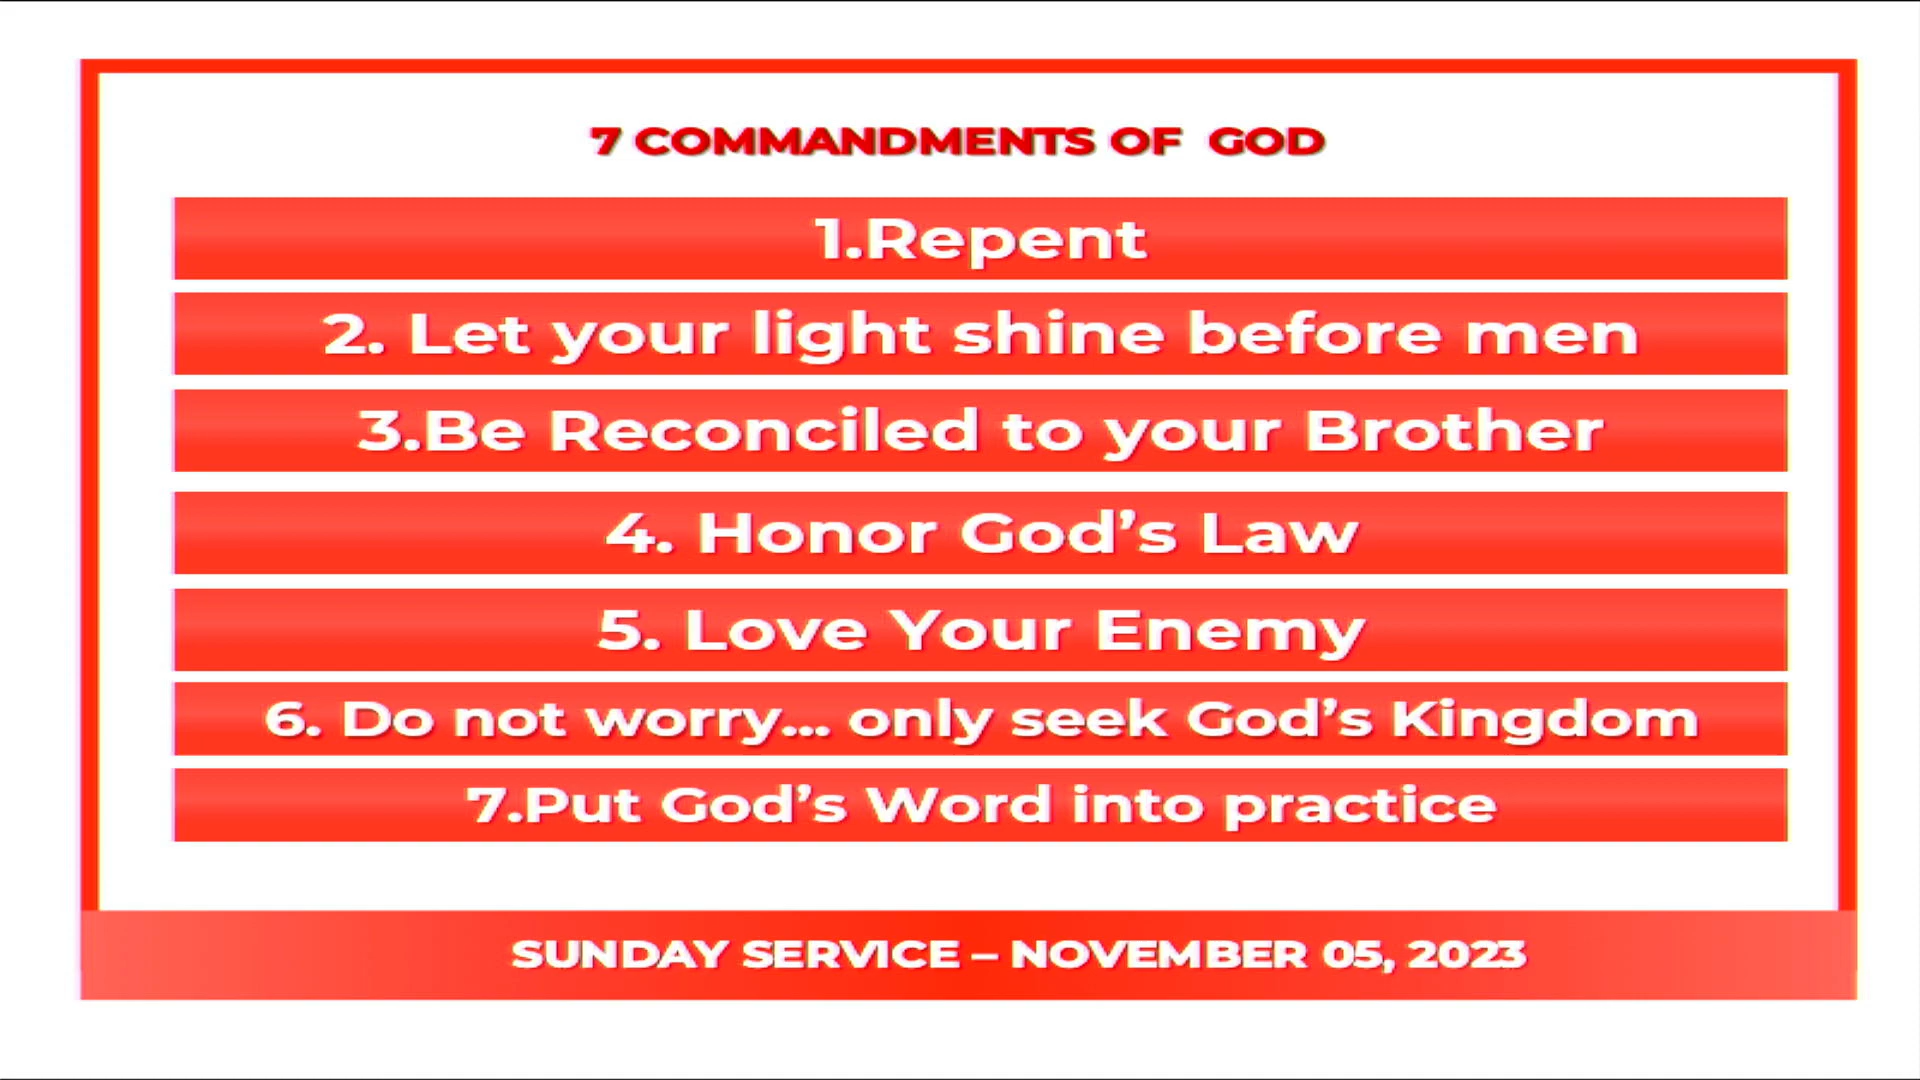 7 COMMANDMENTS OF GOD
1.Repent
2. Let your light shine before men
3.Be Reconciled to your Brother
4. Honor God’s Law
5. Love Your Enemy
6. Do not worry... only seek God’s Kingdom
7.Put God’s Word into practice
SUNDAY SERVICE – NOVEMBER 05, 2023